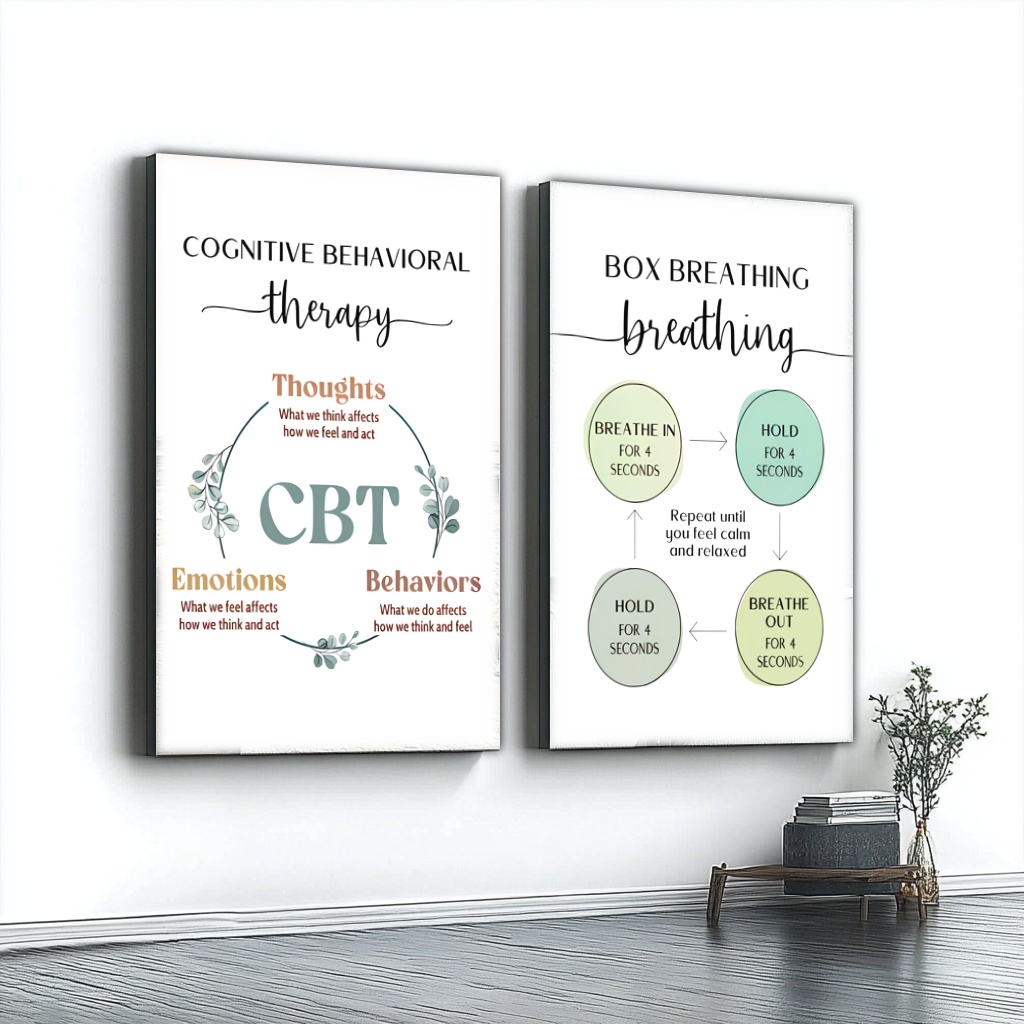 COGNITIVE BEHAVIORAL
therapy
Thoughts
What we think affects
how we feel and act
CBT
Emotions
What we feel affects
how we think and act
Behaviors
What we do affects
how we think and feel
BOX BREATHING
breathing
BREATHE IN
FOR 4
SECONDS
HOLD
FOR 4
SECONDS
Repeat until
you feel calm
and relaxed
HOLD
FOR 4
SECONDS
BREATHE
OUT
FOR 4
SECONDS